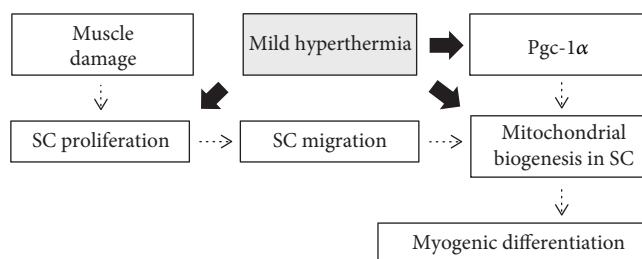 Muscle
damage
Mild hyperthermia
Pgc-1α
SC proliferation
SC migration
Mitochondrial
biogenesis in SC
Myogenic differentiation